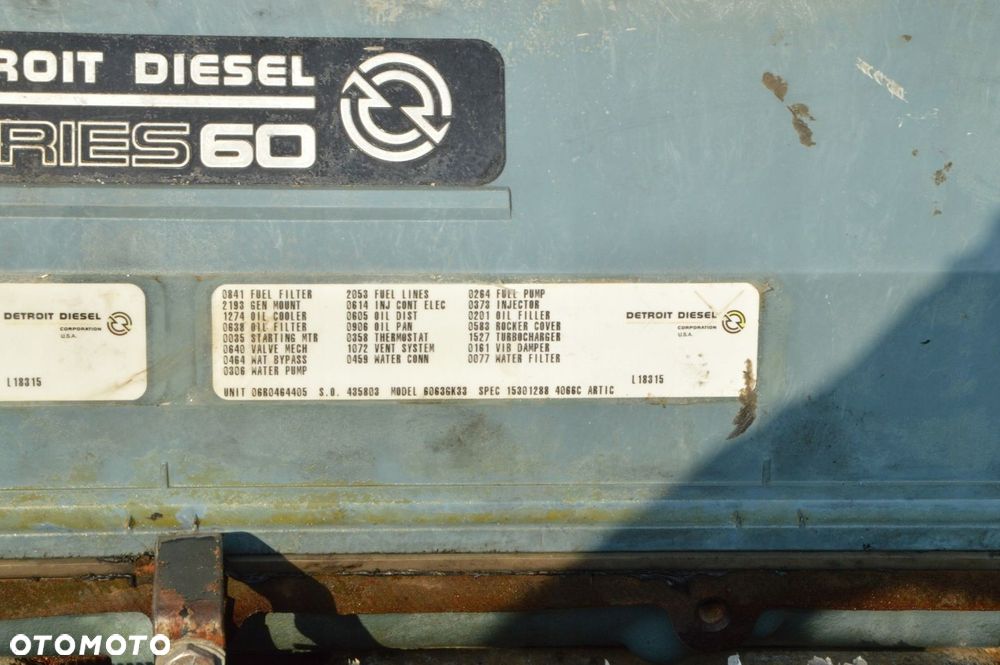 ROIT DIESEL
RIES 60
DETROIT DIESEL
CORPORATION
U.S.A.
L18315
0841 FUEL FILTER 2053 FUEL LINES 0264 FUEL PUMP
2193 GEN MOUNT 0614 INJ CONT ELEC 0373 INJECTOR
1274 OIL COOLER 0605 OIL DIST 0201 OIL FILLER
0638 OIL FILTER 0906 OIL PAN 0583 ROCKER COVER
0035 STARTING MTR 0358 THERMOSTAT 1527 TURBOCHARGER
0640 VALVE MECH 1072 VENT SYSTEM 0161 VIB DAMPER
0464 WAT BYPASS 0459 WATER CONN 0077 WATER FILTER
0306 WATER PUMP
DETROIT DIESEL
CORPORATION
U.S.A.
L18315
UNIT 06R0464405 S.O. 435803 MODEL 6063GK33 SPEC 15301288 4066C ARTIC
OTOMOTO